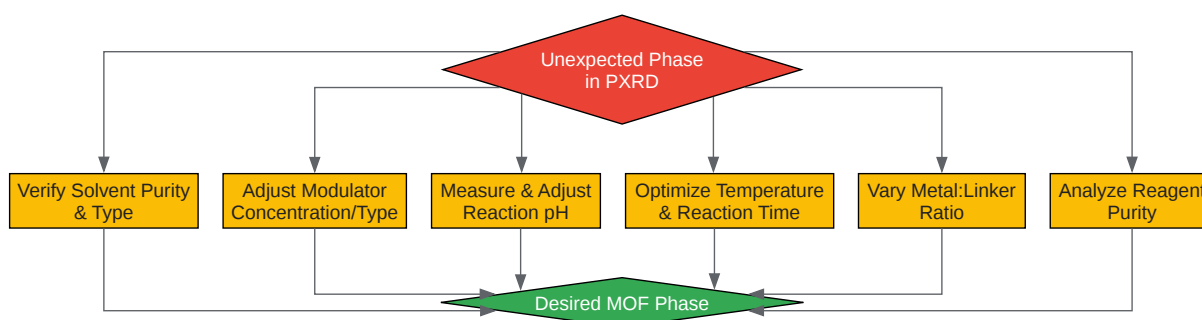 Unexpected Phase
in PXRD
Verify Solvent Purity
& Type
Adjust Modulator
Concentration/Type
Measure & Adjust
Reaction pH
Optimize Temperature
& Reaction Time
Vary Metal:Linker
Ratio
Analyze Reagent
Purity
Desired MOF Phase